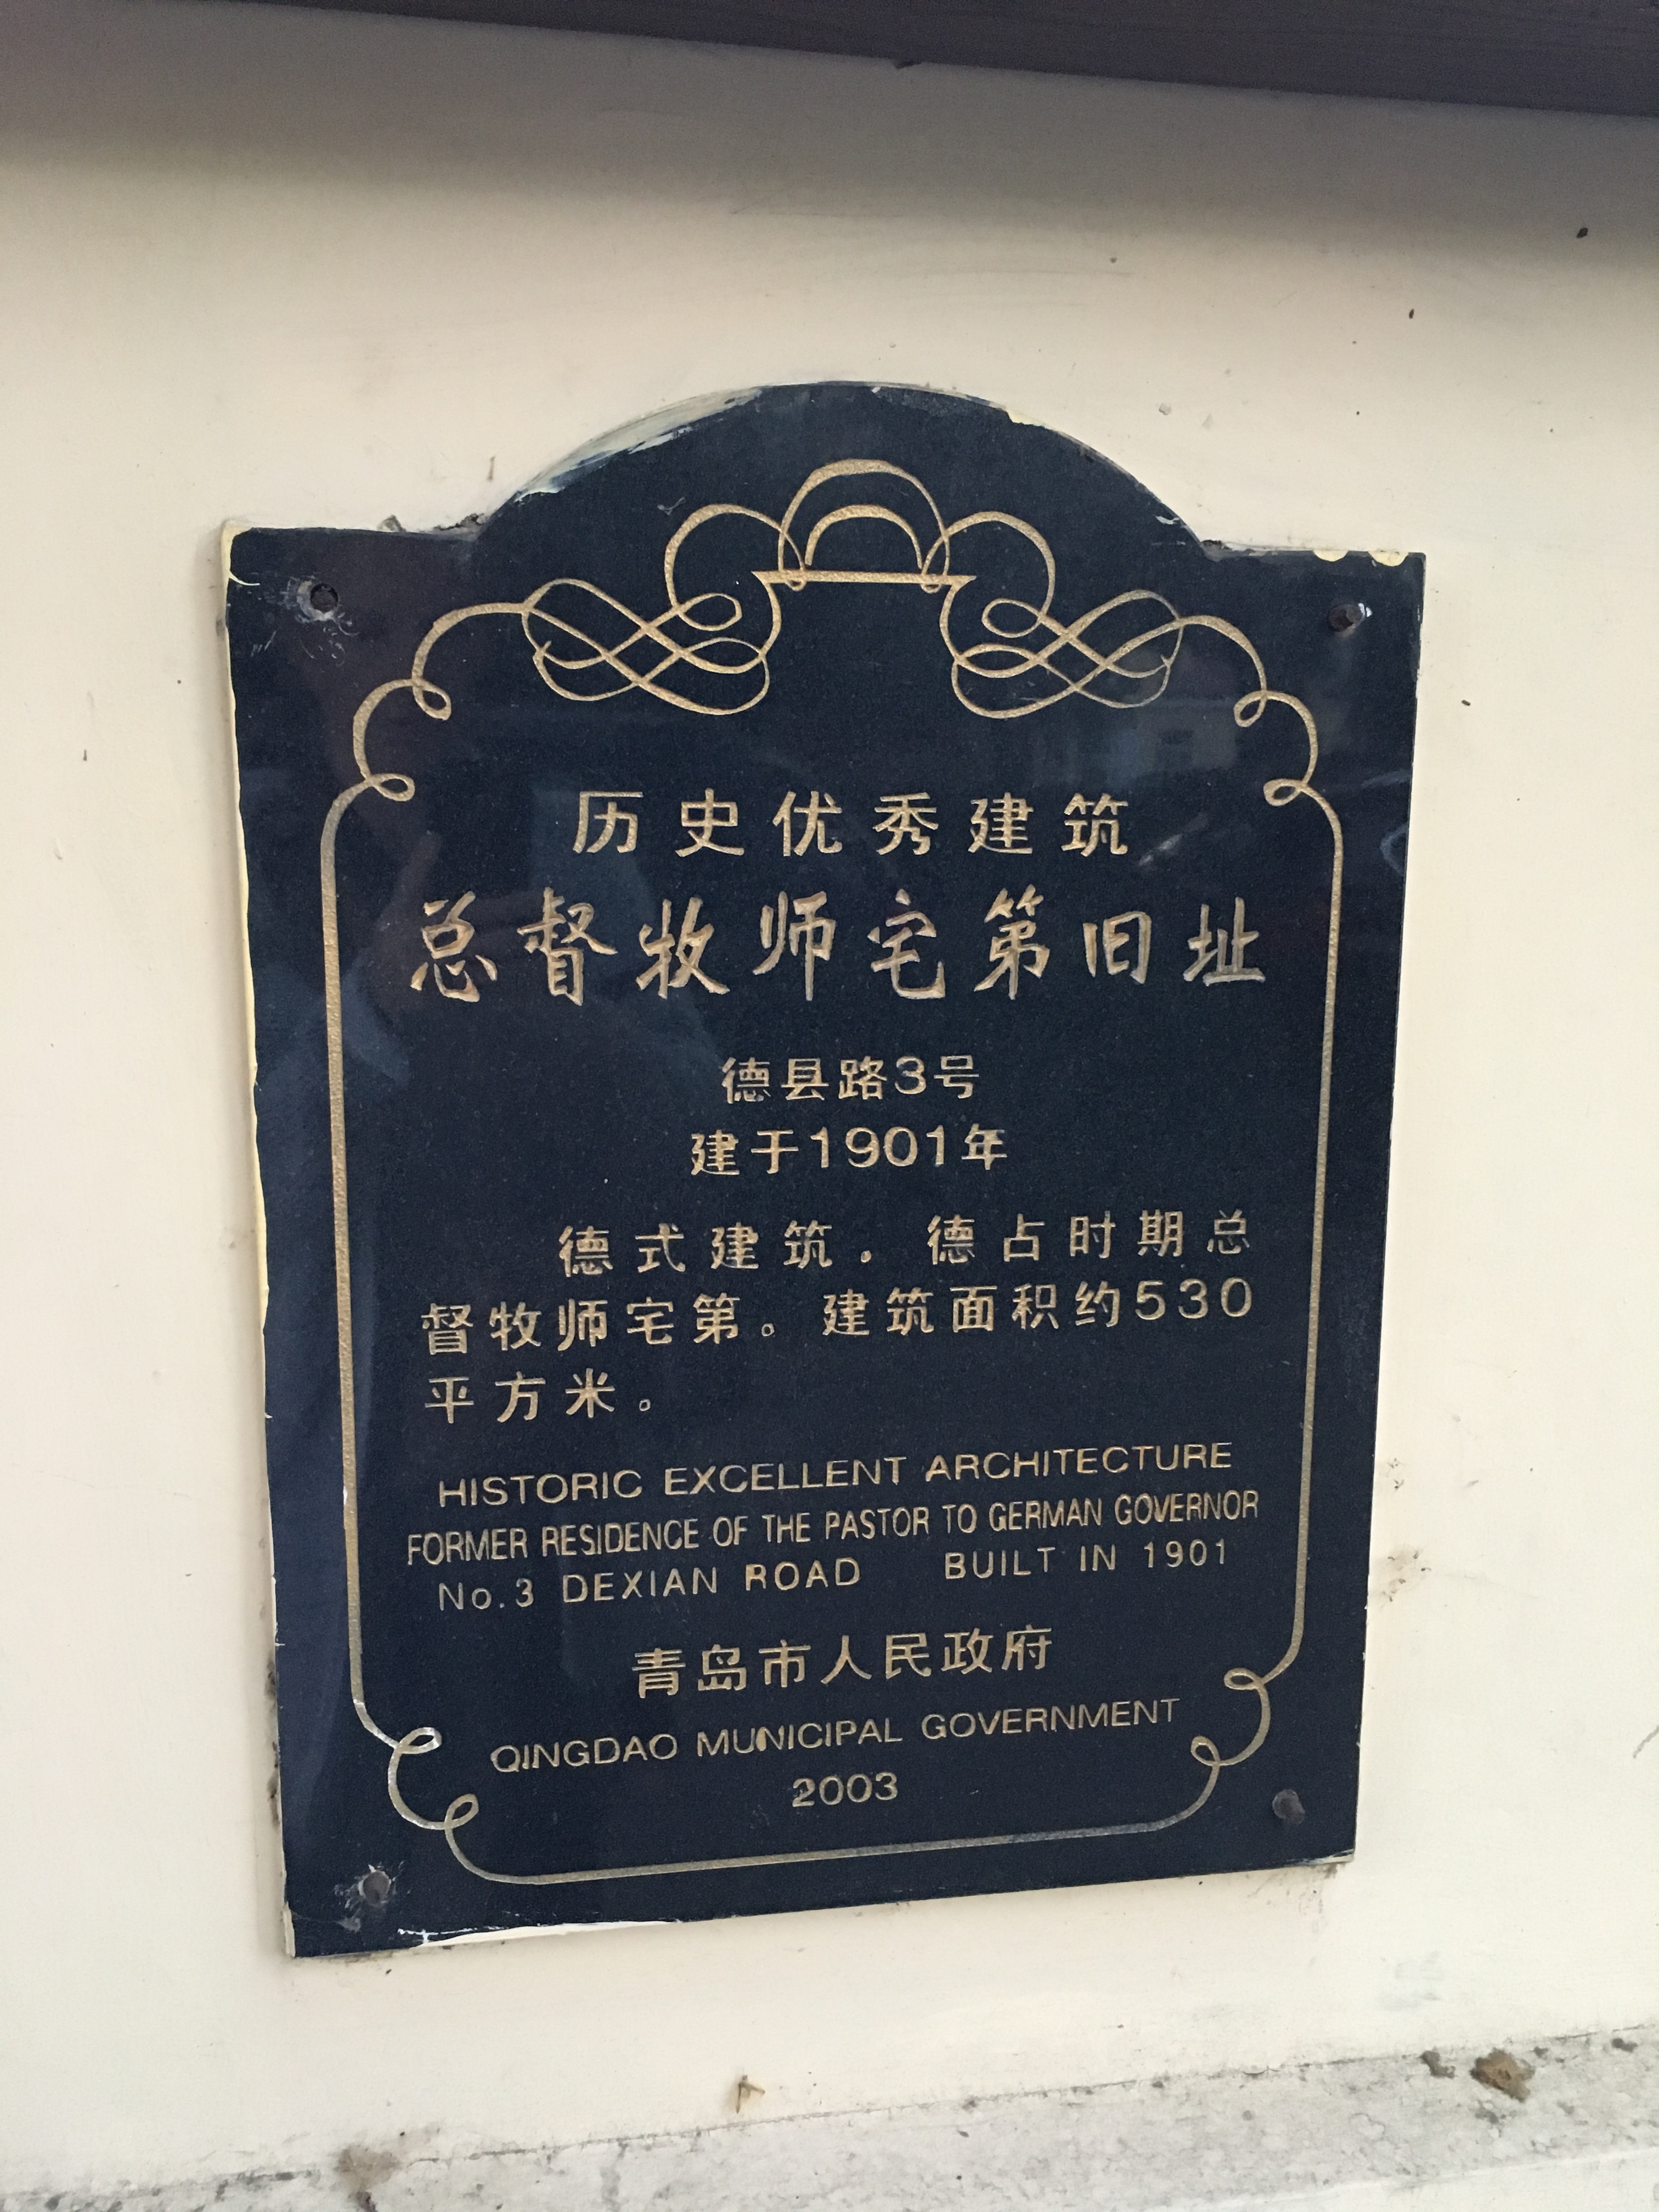 历史优秀建筑
总督牧师宅第旧址
德县路3号
建于1901年
德式建筑．德占时期总
督牧师宅第。建筑面积约530
平方米。
HISTORIC EXCELLENT ARCHITECTURE
FORMER RESIDENCE OF THE PASTOR TO GERMAN GOVERNOR
No.3 DEXIAN ROAD BUILT IN 1901
青岛市人民政府
QINGDAO MUNICIPAL GOVERNMENT
2003